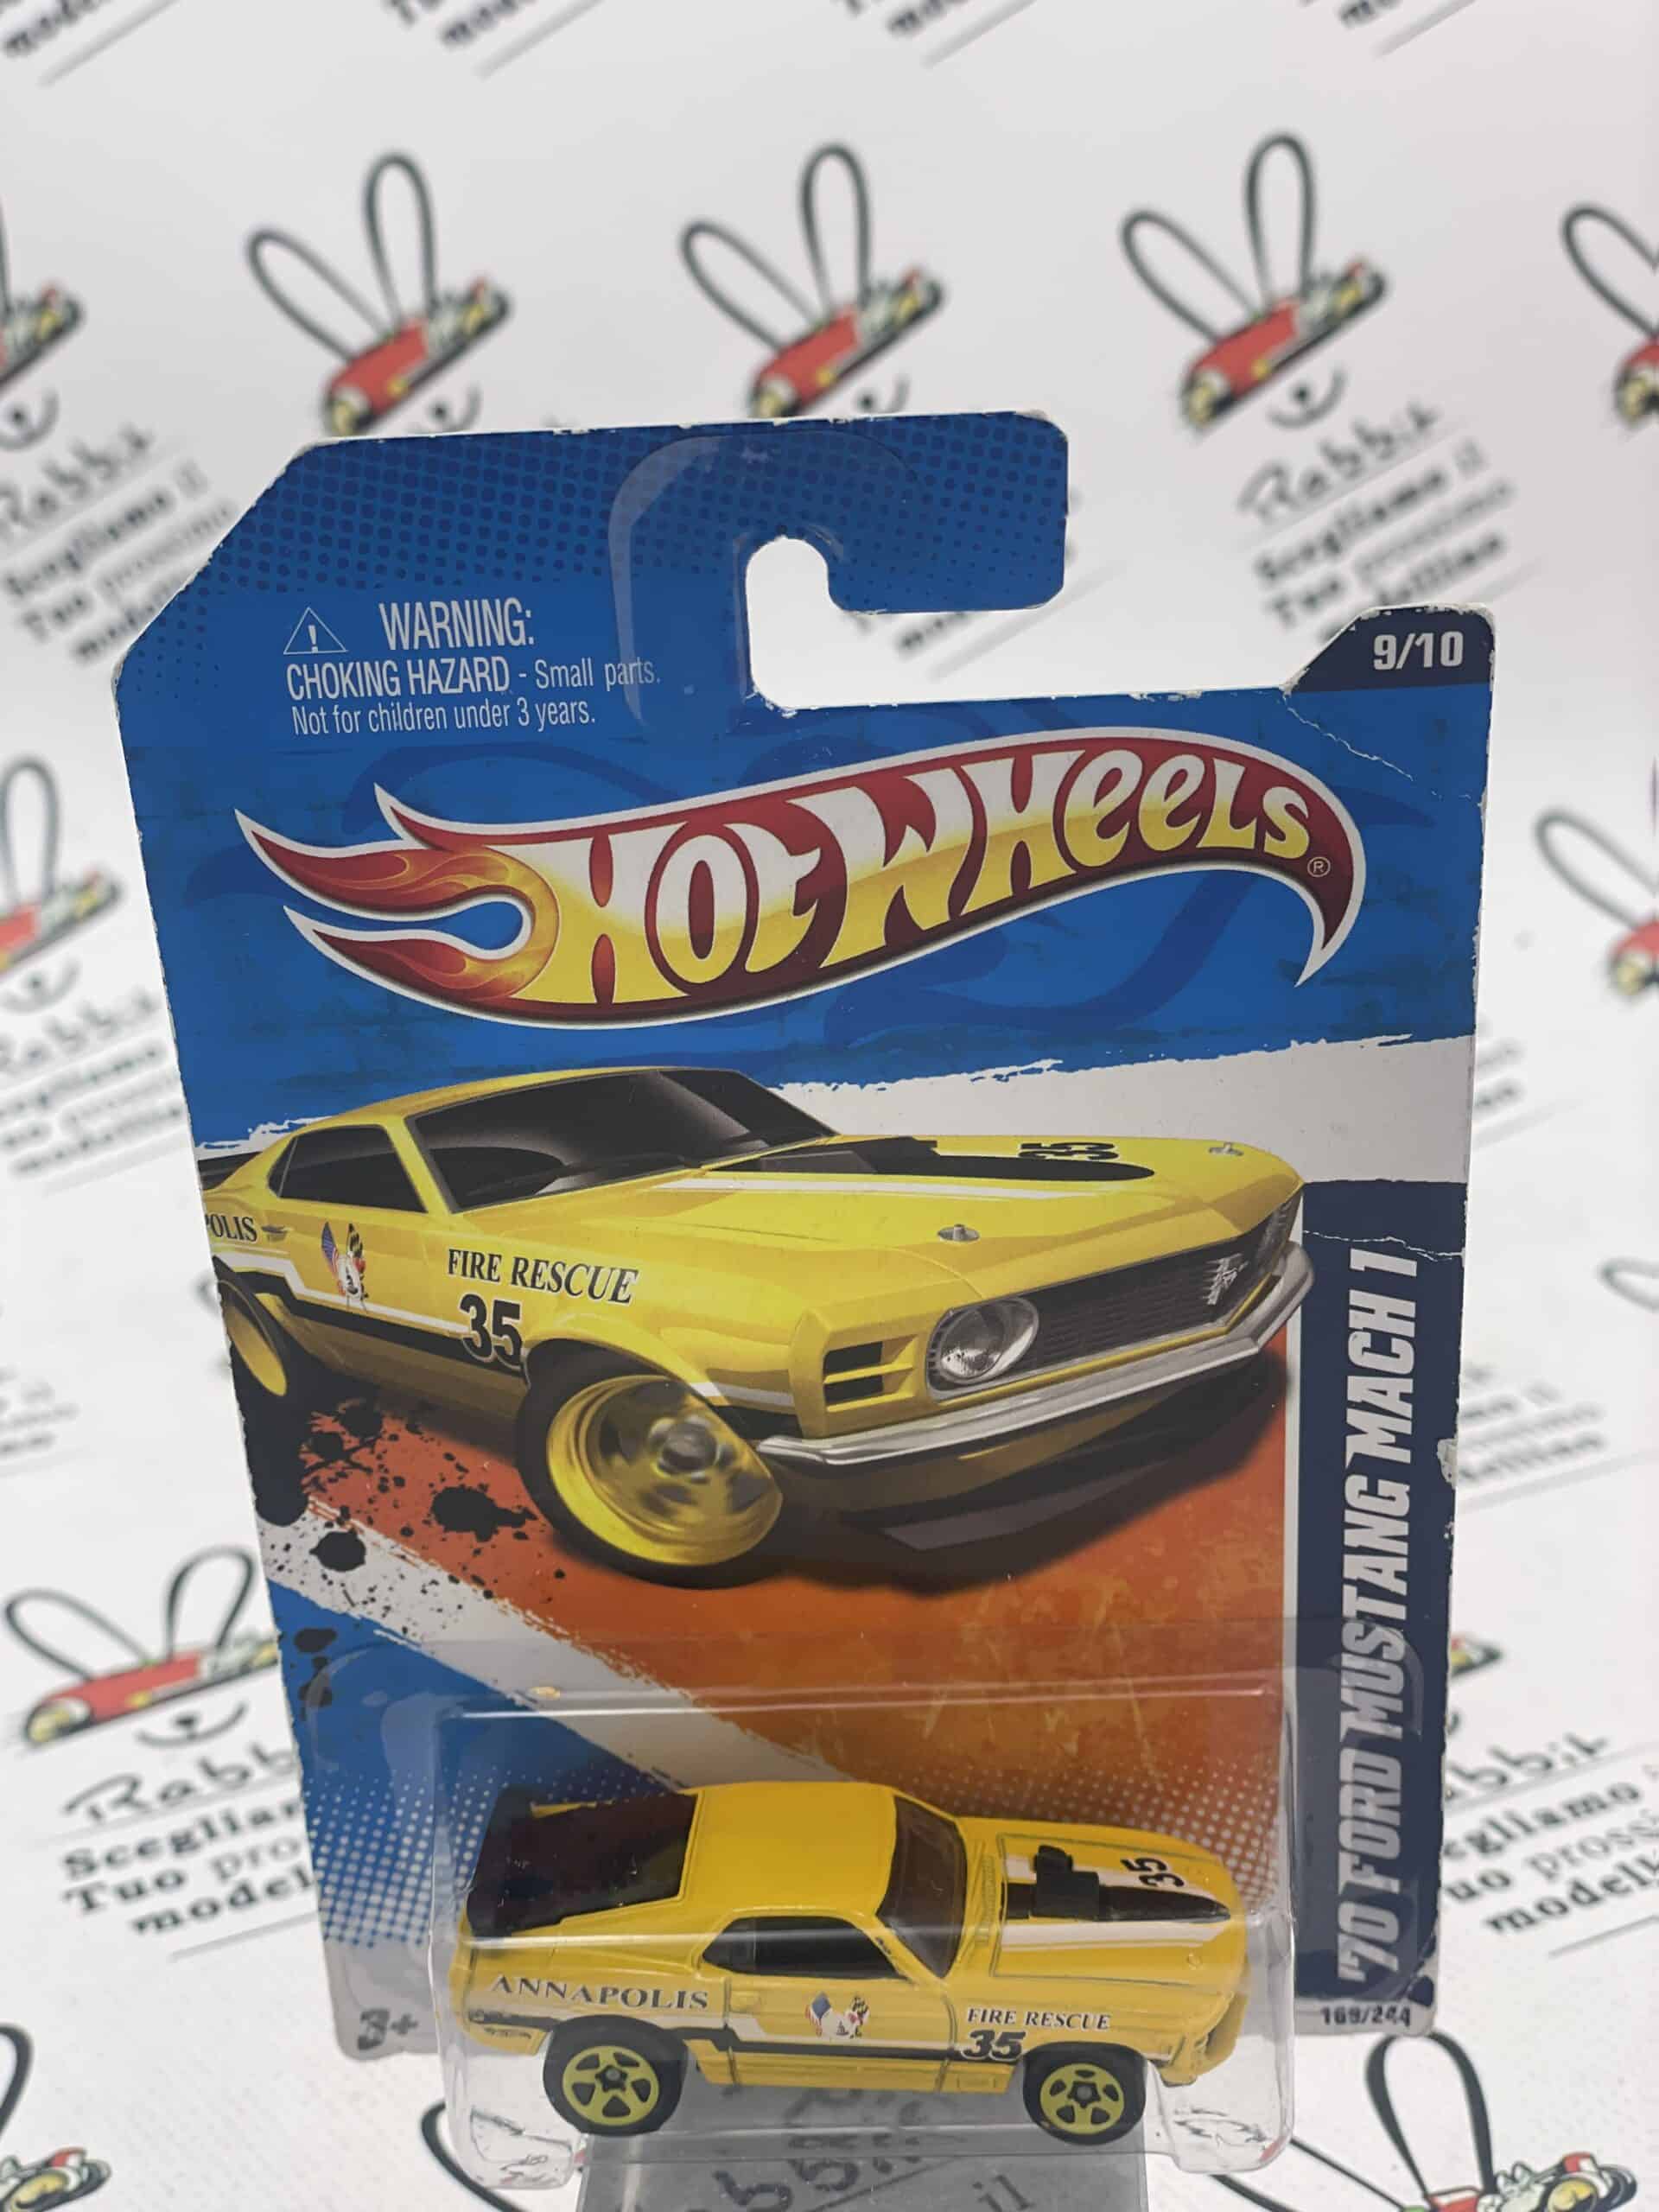 WARNING:
CHOKING HAZARD - Small parts.
Not for children under 3 years.
9/10
HOT WHEELS®
35
POLIS
FIRE RESCUE
35
'70 FORD MUSTANG MACH 1
35
ANNAPOLIS
FIRE RESCUE
35
3+
169/244
Rabbit
Scegliamo il
Tuo prossimo